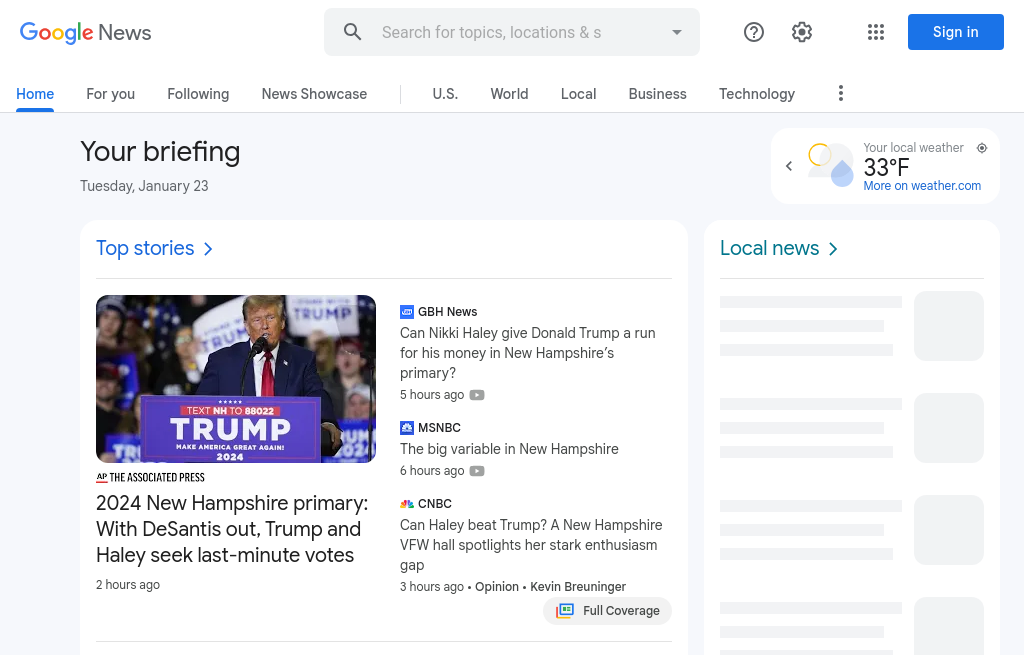 Google News
Search for topics, locations & s
Sign in
Home
For you
Following
News Showcase
U.S.
World
Local
Business
Technology
Your briefing
Tuesday, January 23
Your local weather
33°F
More on weather.com
Top stories
Local news
TRUMP
TEXT NH TO 88022
TRUMP
MAKE AMERICA GREAT AGAIN!
2024
AP THE ASSOCIATED PRESS
2024 New Hampshire primary:
With DeSantis out, Trump and
Haley seek last-minute votes
2 hours ago
GBH News
Can Nikki Haley give Donald Trump a run
for his money in New Hampshire’s
primary?
5 hours ago
MSNBC
The big variable in New Hampshire
6 hours ago
CNBC
Can Haley beat Trump? A New Hampshire
VFW hall spotlights her stark enthusiasm
gap
3 hours ago • Opinion • Kevin Breuninger
Full Coverage